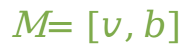 M= [v, b]